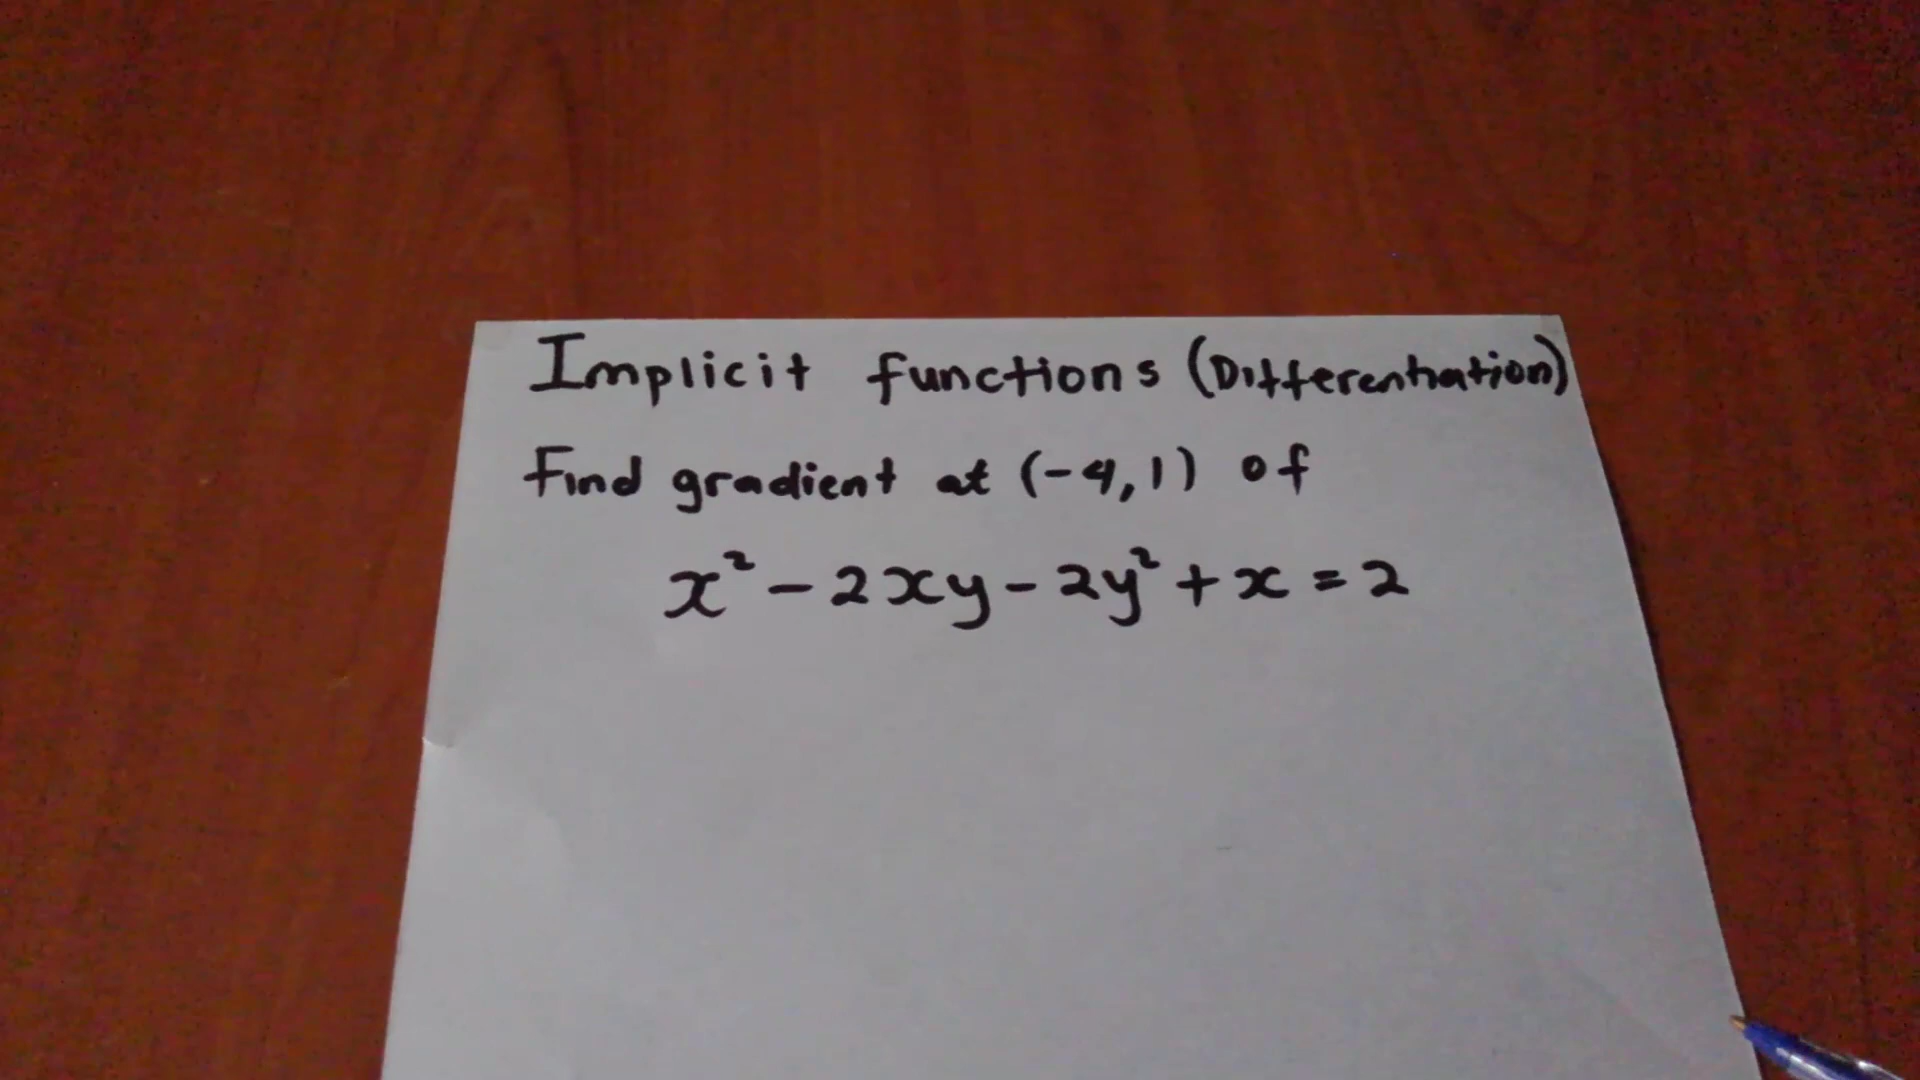 Implicit functions (Differentiation)
Find gradient at (-4,1) of
x² - 2xy - 2y² + x = 2